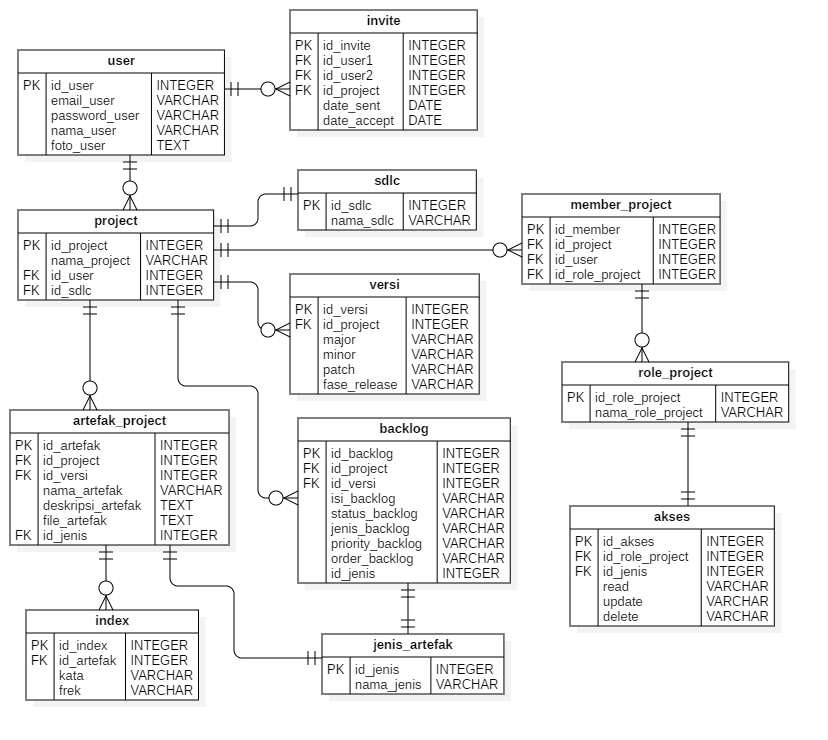 invite
PK id_invite INTEGER
FK id_user1 INTEGER
FK id_user2 INTEGER
FK id_project INTEGER
date_sent DATE
date_accept DATE
user
PK id_user INTEGER
email_user VARCHAR
password_user VARCHAR
nama_user VARCHAR
foto_user TEXT
sdlc
PK id_sdlc INTEGER
nama_sdlc VARCHAR
member_project
PK id_member INTEGER
FK id_project INTEGER
FK id_user INTEGER
FK id_role_project INTEGER
project
PK id_project INTEGER
nama_project VARCHAR
FK id_user INTEGER
FK id_sdlc INTEGER
versi
PK id_versi INTEGER
FK id_project INTEGER
major VARCHAR
minor VARCHAR
patch VARCHAR
fase_release VARCHAR
role_project
PK id_role_project INTEGER
nama_role_project VARCHAR
artefak_project
PK id_artefak INTEGER
FK id_project INTEGER
FK id_versi INTEGER
nama_artefak VARCHAR
deskripsi_artefak TEXT
file_artefak TEXT
FK id_jenis INTEGER
backlog
PK id_backlog INTEGER
FK id_project INTEGER
FK id_versi INTEGER
isi_backlog VARCHAR
status_backlog VARCHAR
jenis_backlog VARCHAR
priority_backlog VARCHAR
order_backlog VARCHAR
id_jenis INTEGER
akses
PK id_akses INTEGER
FK id_role_project INTEGER
FK id_jenis INTEGER
read VARCHAR
update VARCHAR
delete VARCHAR
index
PK id_index INTEGER
FK id_artefak INTEGER
kata VARCHAR
frek VARCHAR
jenis_artefak
PK id_jenis INTEGER
nama_jenis VARCHAR